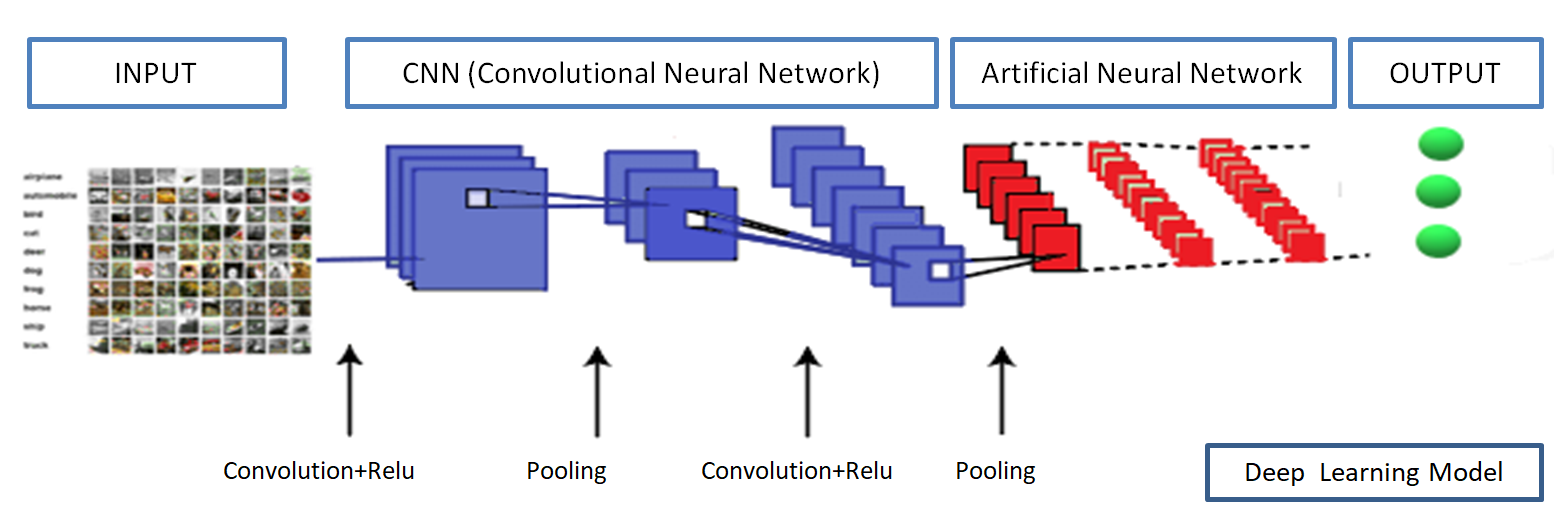 INPUT
CNN (Convolutional Neural Network)
Artificial Neural Network
OUTPUT
airplane
automobile
bird
cat
deer
dog
frog
horse
ship
truck
Convolution+Relu
Pooling
Convolution+Relu
Pooling
Deep Learning Model